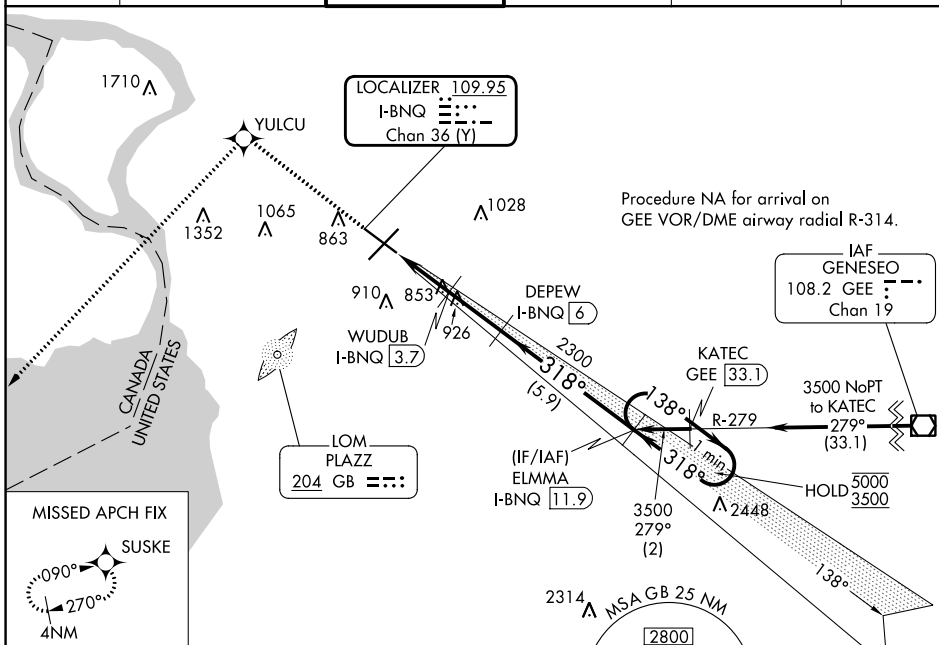 1710
YULCU
LOCALIZER 109.95
I-BNQ
Chan 36 (Y)
1352
1065
863
1028
Procedure NA for arrival on
GEE VOR/DME airway radial R-314.
IAF
GENESEO
108.2 GEE
Chan 19
910
853
926
WUDUB
I-BNQ 3.7
DEPEW
I-BNQ 6
2300
318°
(5.9)
KATEC
GEE 33.1
138°
R-279
3500 NoPT
to KATEC
279°
(33.1)
1 min
318°
(IF/IAF)
ELMMA
I-BNQ 11.9
HOLD 5000
3500
3500
279°
(2)
2448
138°
CANADA
UNITED STATES
LOM
PLAZZ
204 GB
MISSED APCH FIX
SUSKE
090°
270°
4NM
2314
MSA GB 25 NM
2800